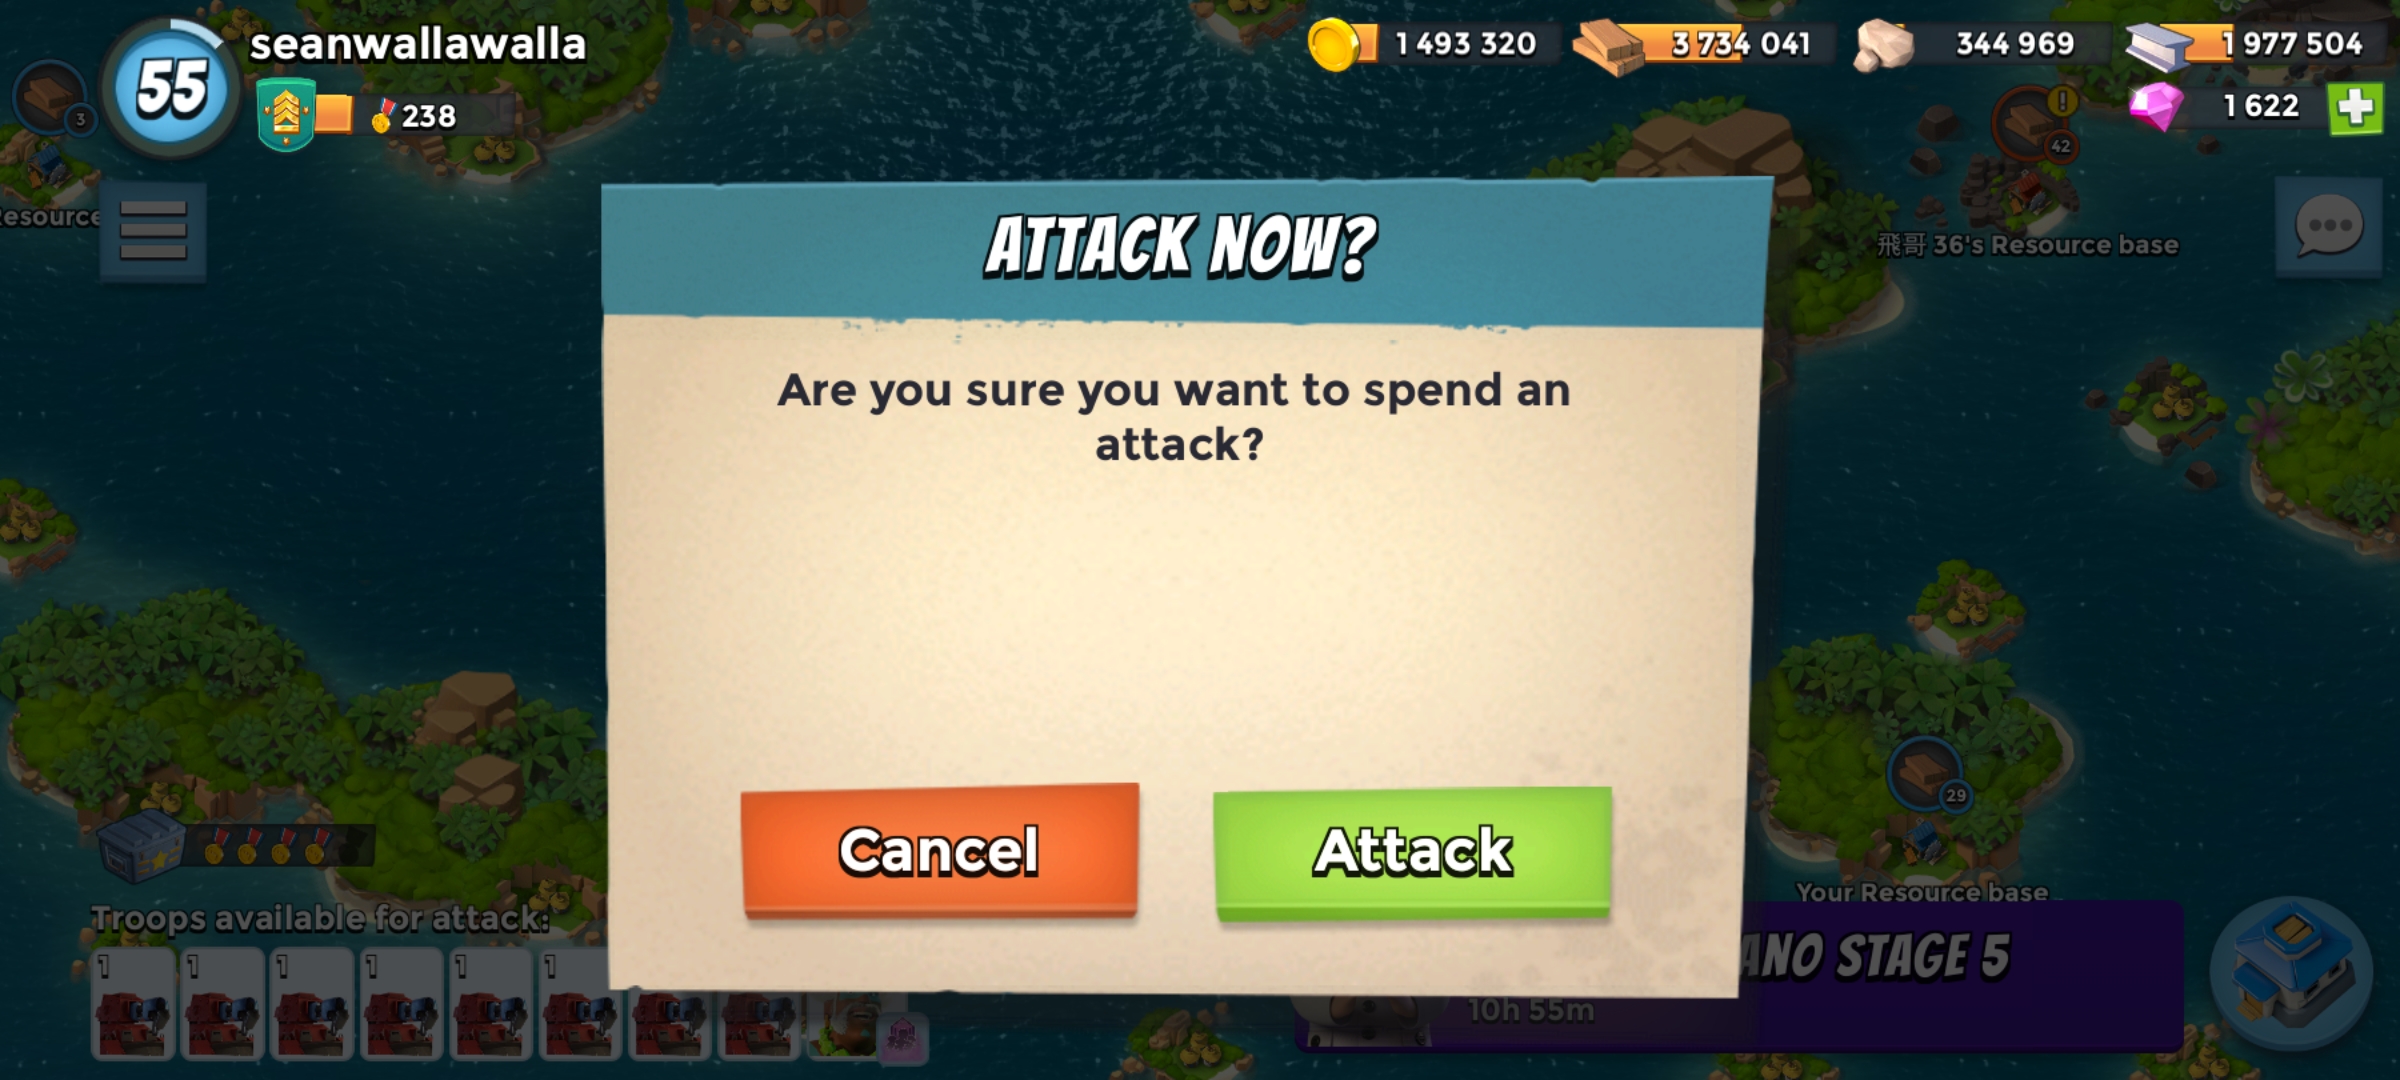 55
seanwallawalla
238
1 493 320
3 734 041
344 969
1 977 504
1 622
3
42
飛哥 36's Resource base
ATTACK NOW?
Are you sure you want to spend an
attack?
Cancel
Attack
29
Your Resource base
Troops available for attack:
1 1 1 1 1 1
STAGE 5
10h 55m